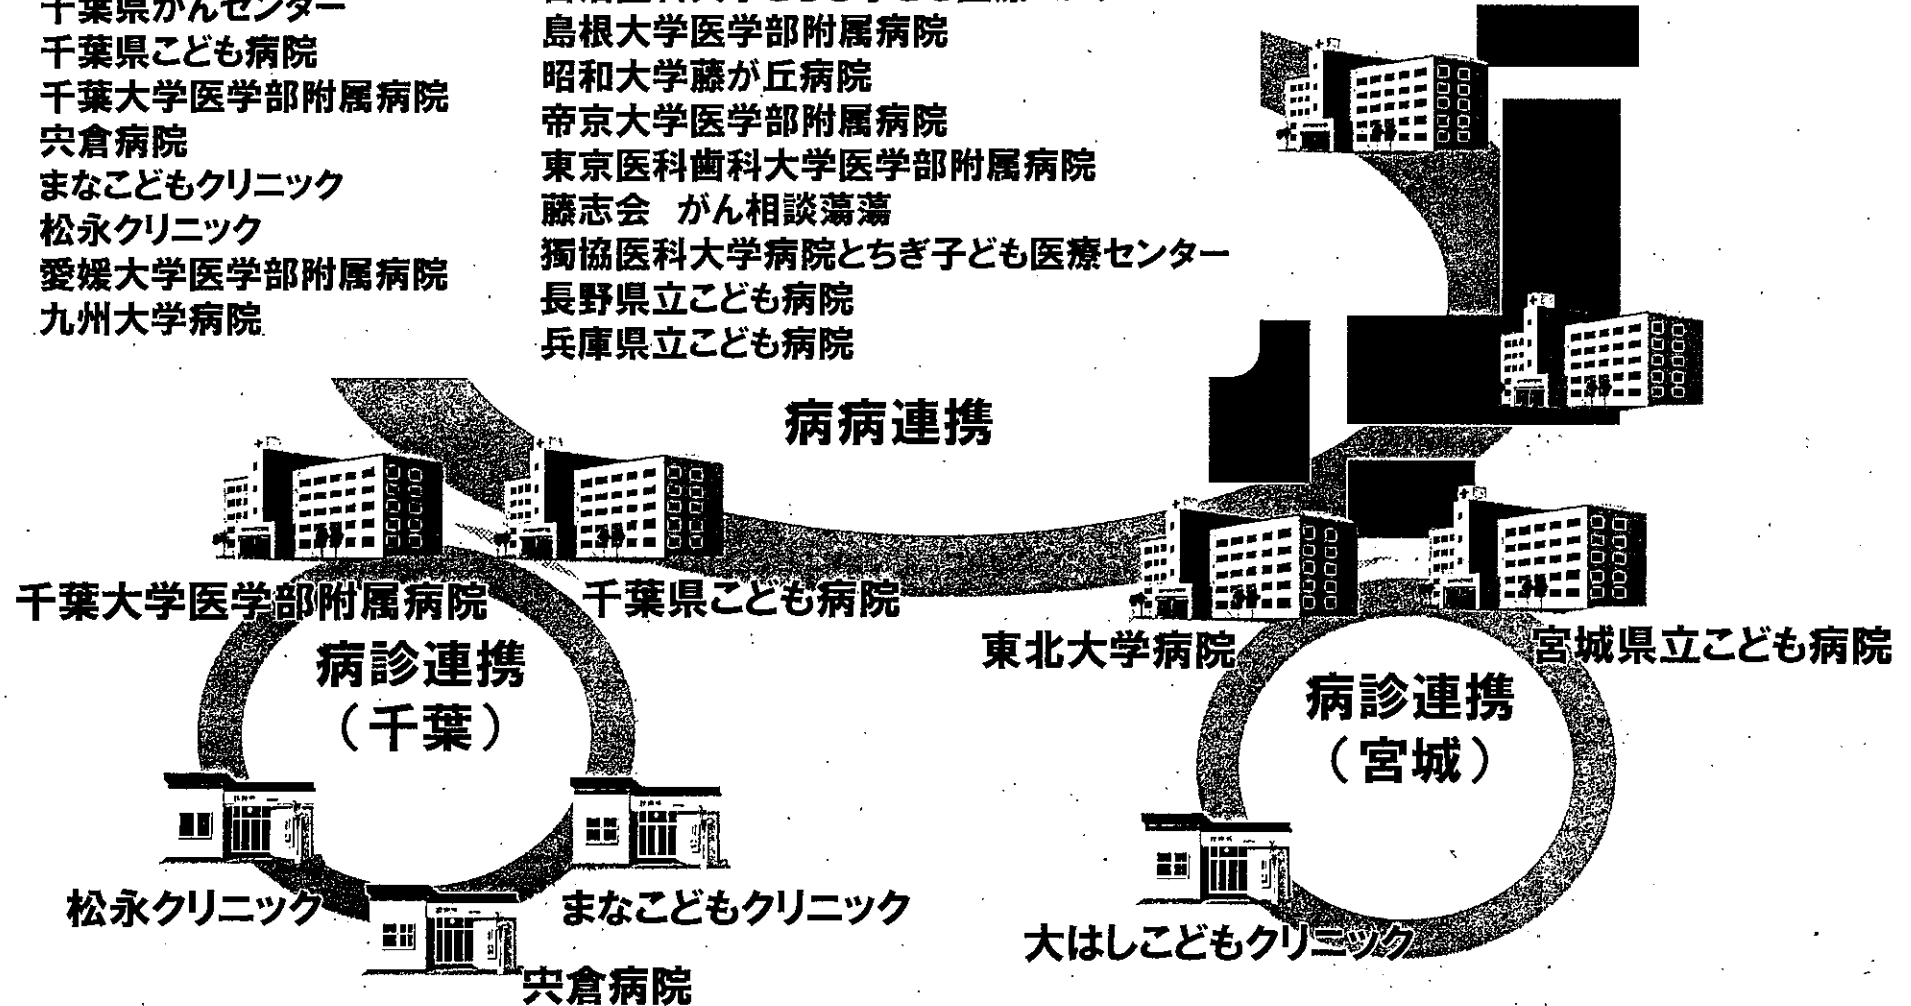 千葉県がんセンター
千葉県こども病院
千葉大学医学部附属病院
宍倉病院
まなこどもクリニック
松永クリニック
愛媛大学医学部附属病院
九州大学病院
島根大学医学部附属病院
昭和大学藤が丘病院
帝京大学医学部附属病院
東京医科歯科大学医学部附属病院
藤志会 がん相談蕩蕩
獨協医科大学病院とちぎ子ども医療センター
長野県立こども病院
兵庫県立こども病院
病病連携
千葉大学医学部附属病院
千葉県こども病院
病診連携
（千葉）
松永クリニック
まなこどもクリニック
宍倉病院
東北大学病院
宮城県立こども病院
病診連携
（宮城）
大はしこどもクリニック